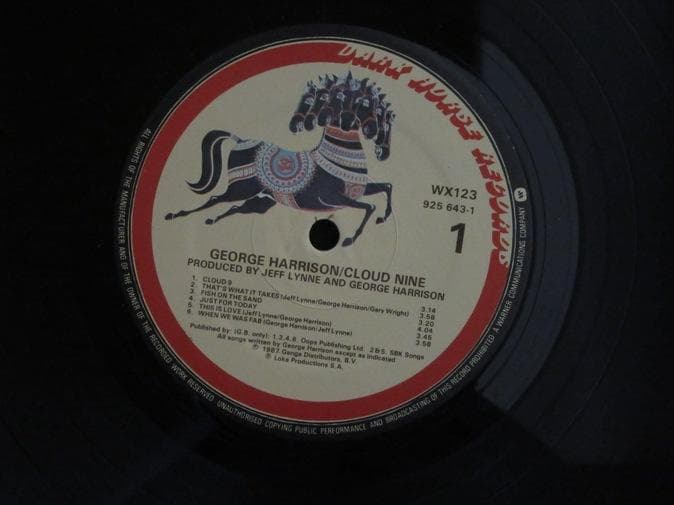 DARK HORSE RECORDS
WX123
925 643-1
1
GEORGE HARRISON/CLOUD NINE
PRODUCED BY JEFF LYNNE AND GEORGE HARRISON
1. CLOUD 9 3.14
2. THAT'S WHAT IT TAKES (Jeff Lynne/George Harrison/Gary Wright) 3.58
3. FISH ON THE SAND 3.20
4. JUST FOR TODAY 4.04
5. THIS IS LOVE (Jeff Lynne/George Harrison) 3.45
6. WHEN WE WAS FAB (George Harrison/Jeff Lynne) 3.58
Published by: (G.B. only): 1,3,4,6. Oops Publishing Ltd. 2&5. SBK Songs
All songs written by George Harrison except as indicated
℗ 1987 Ganga Distributors, B.V.
© Loka Productions S.A.
ALL RIGHTS OF THE MANUFACTURER AND OF THE OWNER OF THE RECORDED WORK RESERVED. UNAUTHORISED COPYING PUBLIC PERFORMANCE AND BROADCASTING OF THIS RECORD PROHIBITED. A WARNER COMMUNICATIONS COMPANY